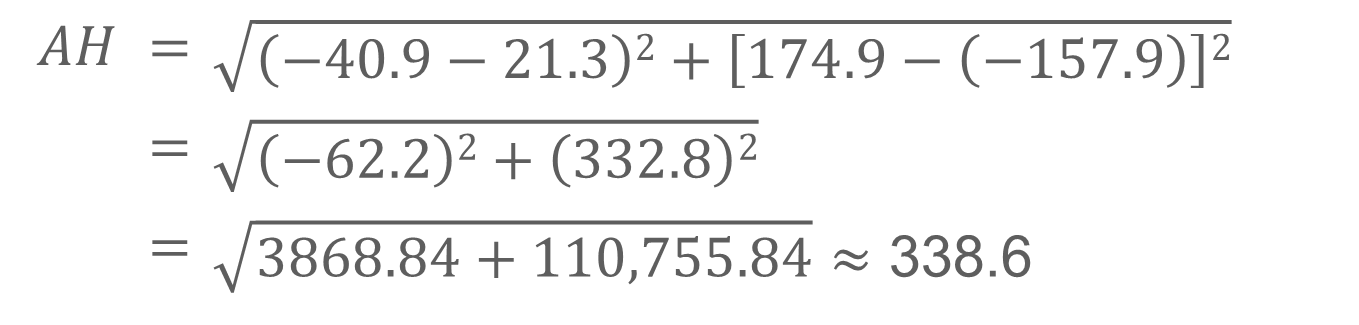 AH = √(−40.9 − 21.3)² + [174.9 − (−157.9)]²
= √(−62.2)² + (332.8)²
= √3868.84 + 110,755.84 ≈ 338.6